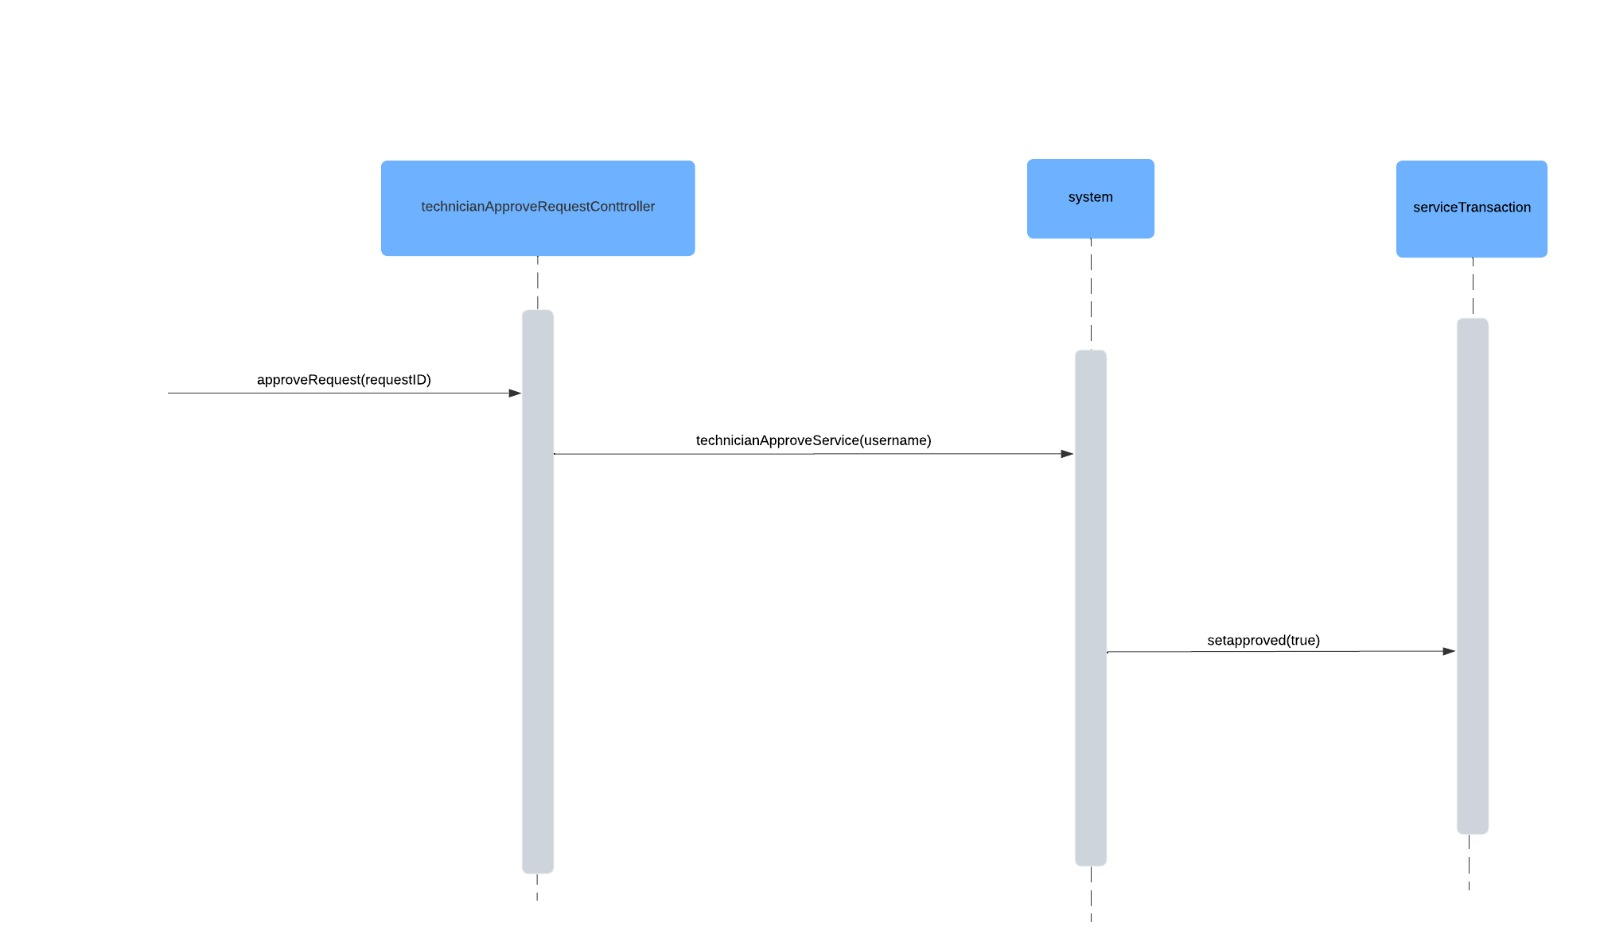 technicianApproveRequestConttroller
system
serviceTransaction
approveRequest(requestID)
technicianApproveService(username)
setapproved(true)